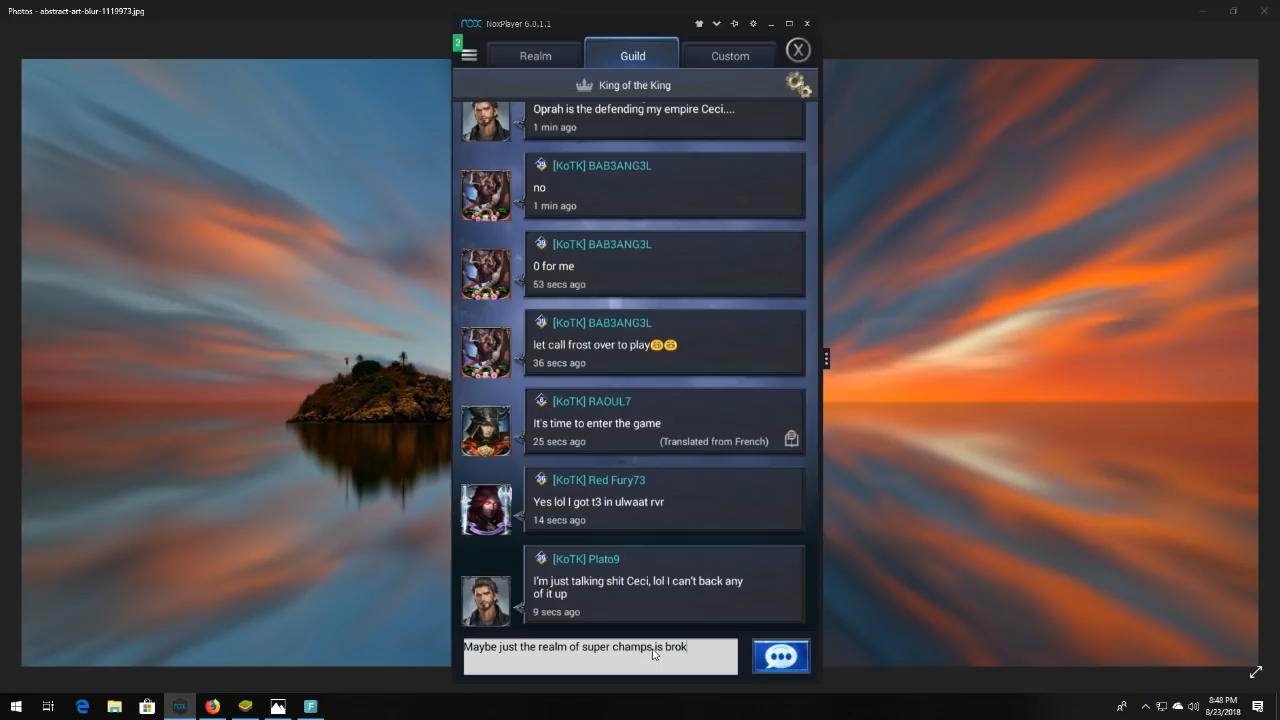 Photos - abstract-art-blur-1119973.jpg
nox NoxPlayer 6.0.1.1
2
Realm Guild Custom X
King of the King
Oprah is the defending my empire Ceci....
1 min ago
[KoTK] BAB3ANG3L
no
1 min ago
[KoTK] BAB3ANG3L
0 for me
53 secs ago
[KoTK] BAB3ANG3L
let call frost over to play
36 secs ago
[KoTK] RAOUL7
It's time to enter the game
25 secs ago (Translated from French)
[KoTK] Red Fury73
Yes lol I got t3 in ulwaat rvr
14 secs ago
[KoTK] Plato9
I'm just talking shit Ceci, lol I can't back any
of it up
9 secs ago
Maybe just the realm of super champs is brok
nox
F
8:48 PM
8/23/2018